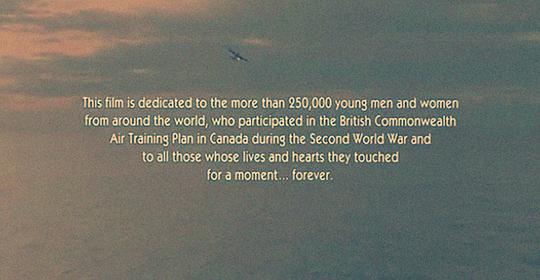 This film is dedicated to the more than 250,000 young men and women
from around the world, who participated in the British Commonwealth
Air Training Plan in Canada during the Second World War and
to all those whose lives and hearts they touched
for a moment... forever.